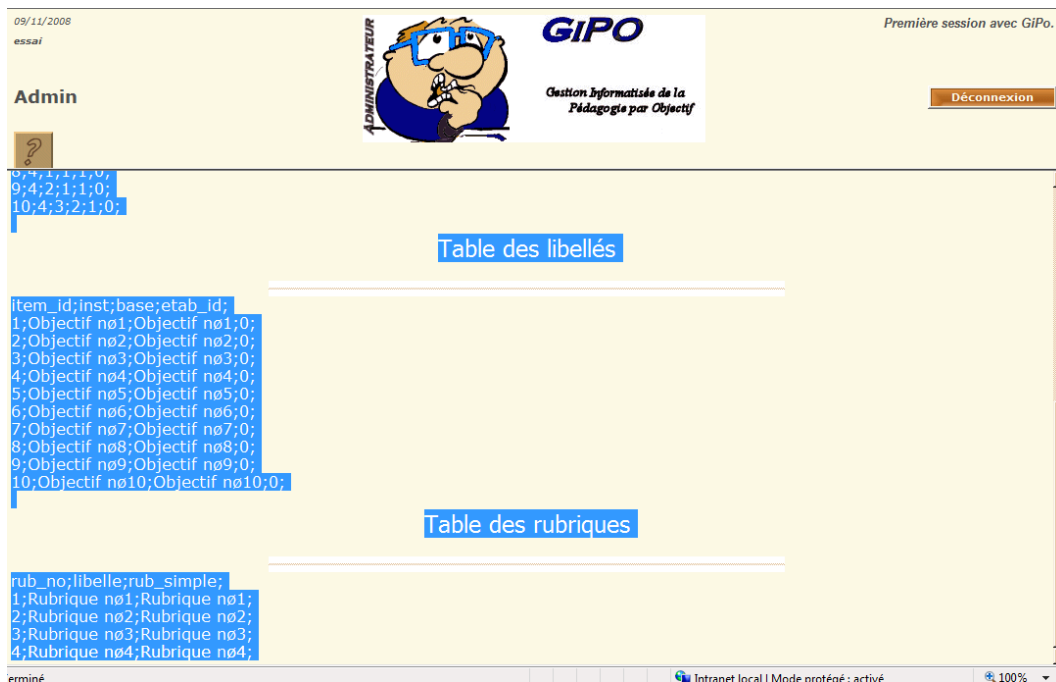 09/11/2008
essai
Admin
ADMINISTRATEUR
GiPO
Gestion Informatisée de la
Pédagogie par Objectif
Première session avec GiPo.
Déconnexion
8;4;1;1;1;0;
9;4;2;1;1;0;
10;4;3;2;1;0;
Table des libellés
item_id;inst;base;etab_id;
1;Objectif nø1;Objectif nø1;0;
2;Objectif nø2;Objectif nø2;0;
3;Objectif nø3;Objectif nø3;0;
4;Objectif nø4;Objectif nø4;0;
5;Objectif nø5;Objectif nø5;0;
6;Objectif nø6;Objectif nø6;0;
7;Objectif nø7;Objectif nø7;0;
8;Objectif nø8;Objectif nø8;0;
9;Objectif nø9;Objectif nø9;0;
10;Objectif nø10;Objectif nø10;0;
Table des rubriques
rub_no;libelle;rub_simple;
1;Rubrique nø1;Rubrique nø1;
2;Rubrique nø2;Rubrique nø2;
3;Rubrique nø3;Rubrique nø3;
4;Rubrique nø4;Rubrique nø4;
erminé
Intranet local | Mode protégé : activé
100%